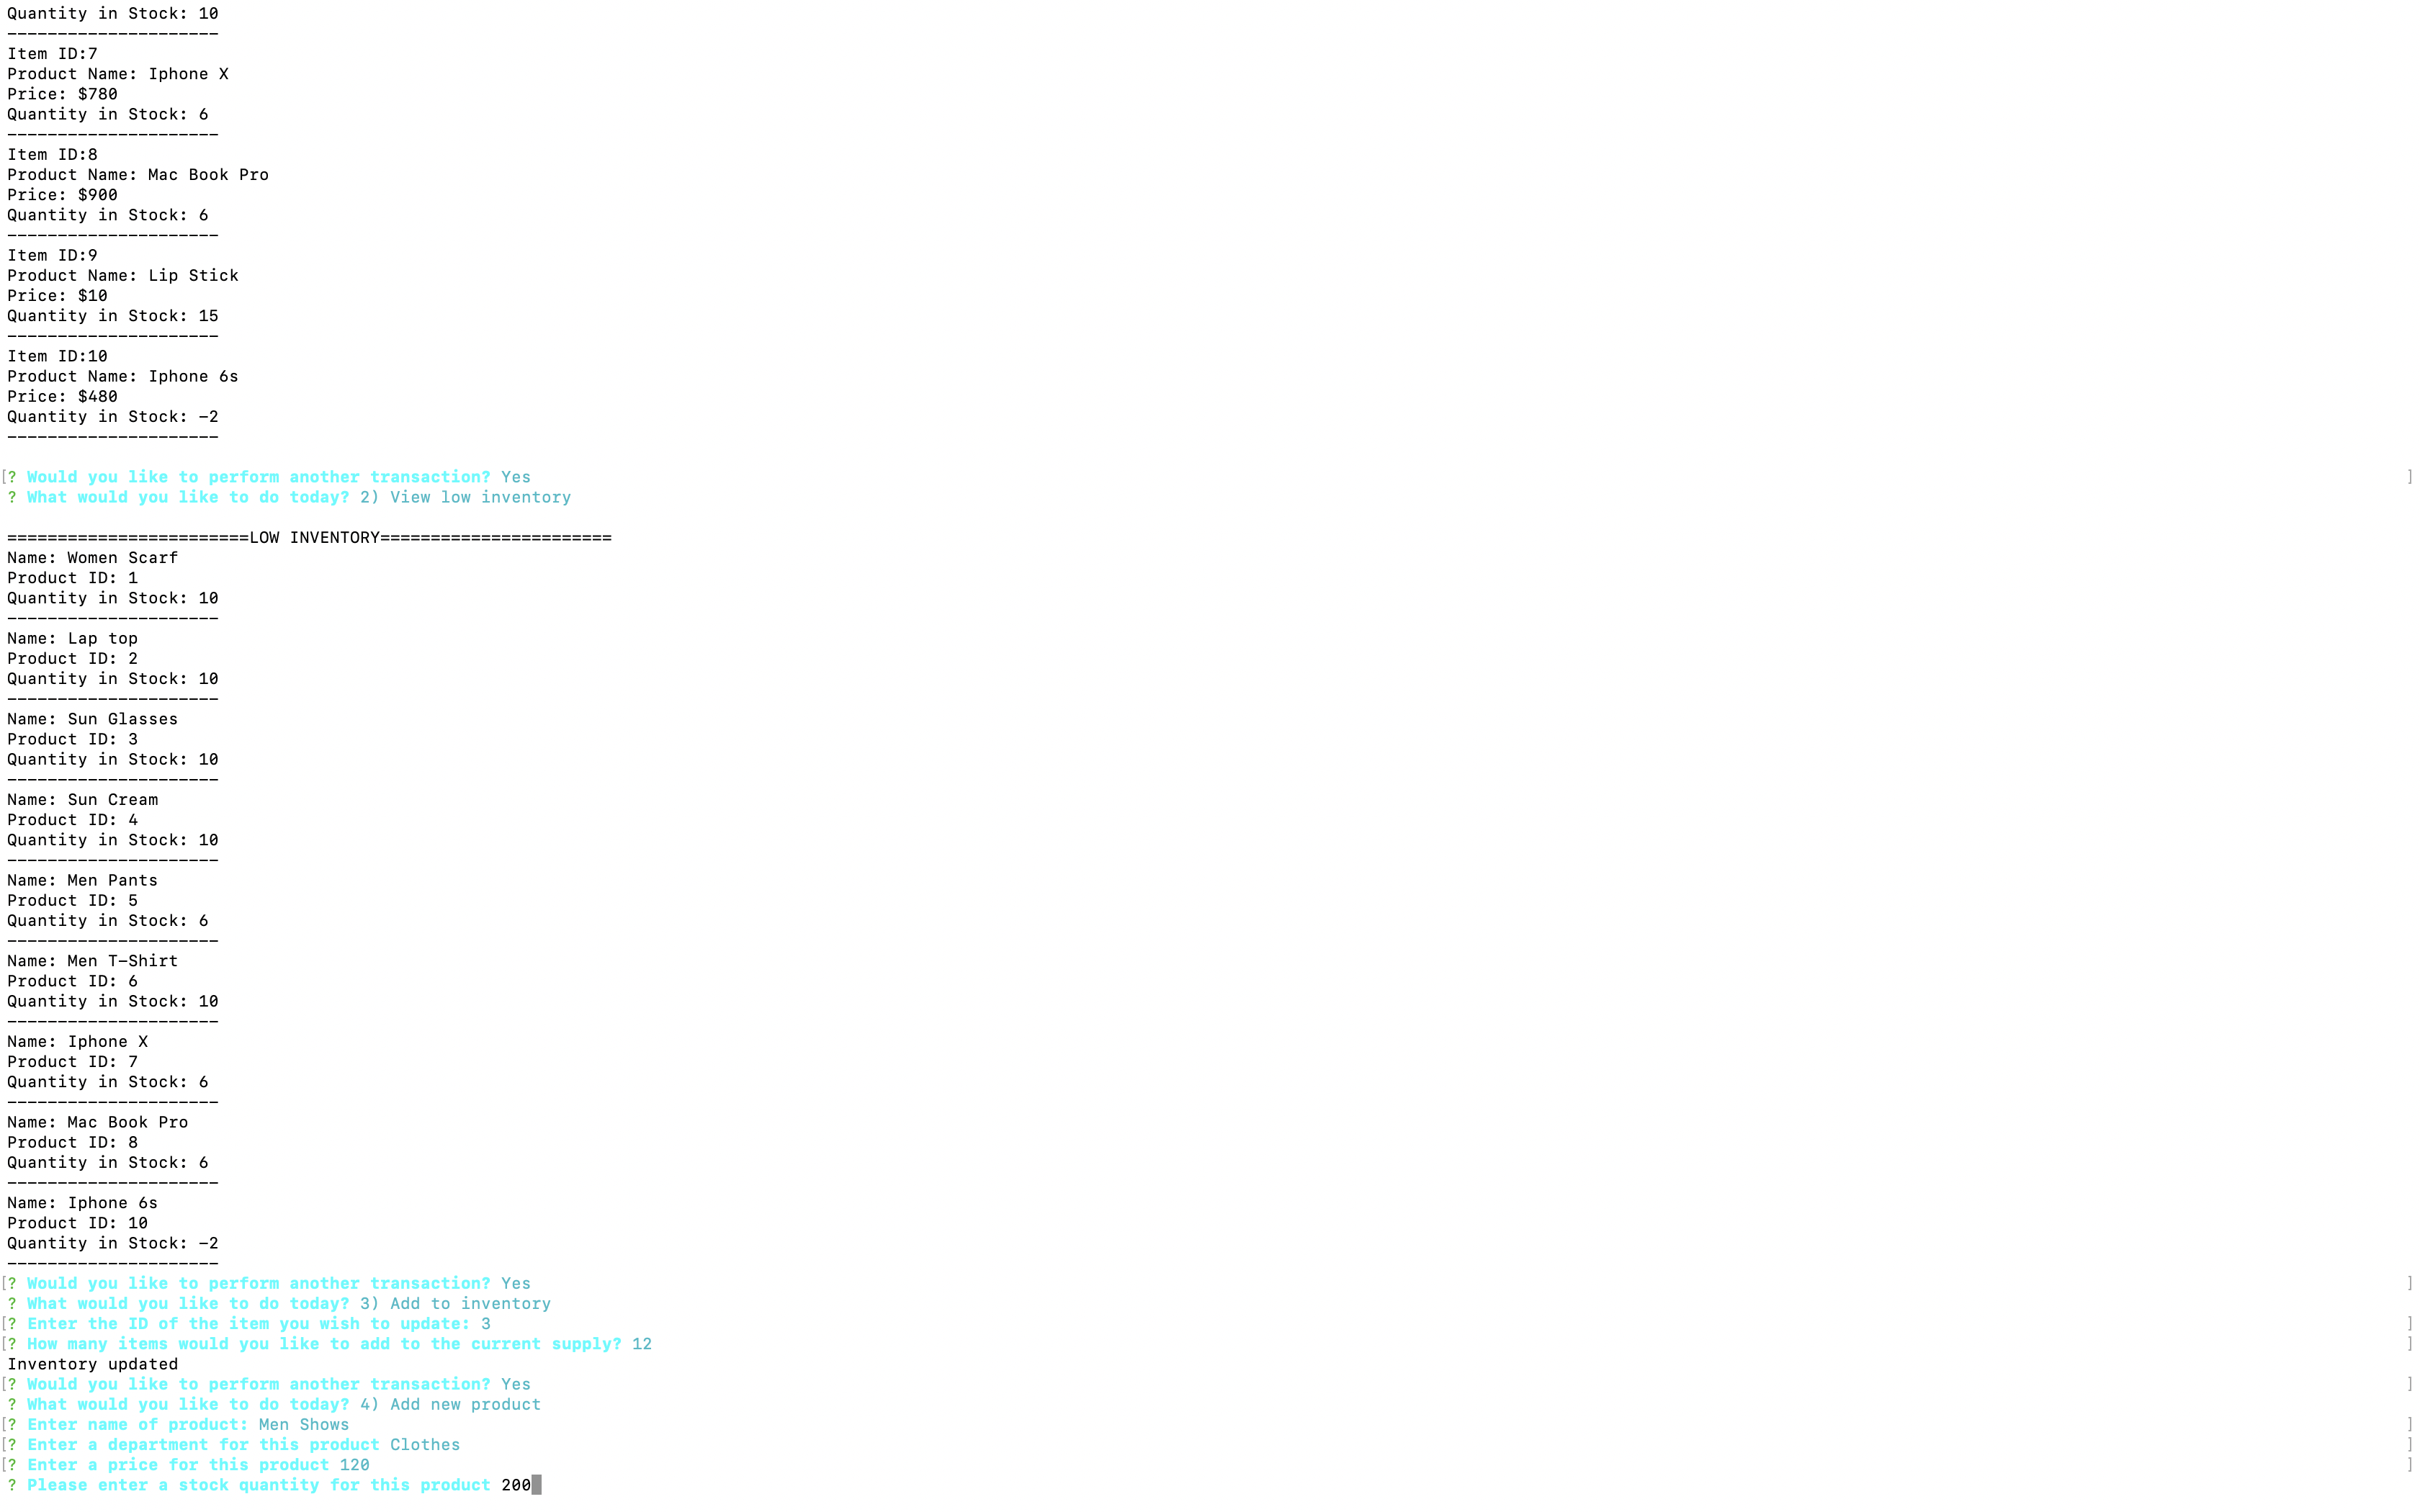 Quantity in Stock: 10
---------------------
Item ID:7
Product Name: Iphone X
Price: $780
Quantity in Stock: 6
---------------------
Item ID:8
Product Name: Mac Book Pro
Price: $900
Quantity in Stock: 6
---------------------
Item ID:9
Product Name: Lip Stick
Price: $10
Quantity in Stock: 15
---------------------
Item ID:10
Product Name: Iphone 6s
Price: $480
Quantity in Stock: -2
---------------------
[? Would you like to perform another transaction? Yes ]
? What would you like to do today? 2) View low inventory
========================LOW INVENTORY=======================
Name: Women Scarf
Product ID: 1
Quantity in Stock: 10
---------------------
Name: Lap top
Product ID: 2
Quantity in Stock: 10
---------------------
Name: Sun Glasses
Product ID: 3
Quantity in Stock: 10
---------------------
Name: Sun Cream
Product ID: 4
Quantity in Stock: 10
---------------------
Name: Men Pants
Product ID: 5
Quantity in Stock: 6
---------------------
Name: Men T-Shirt
Product ID: 6
Quantity in Stock: 10
---------------------
Name: Iphone X
Product ID: 7
Quantity in Stock: 6
---------------------
Name: Mac Book Pro
Product ID: 8
Quantity in Stock: 6
---------------------
Name: Iphone 6s
Product ID: 10
Quantity in Stock: -2
---------------------
[? Would you like to perform another transaction? Yes ]
? What would you like to do today? 3) Add to inventory
[? Enter the ID of the item you wish to update: 3 ]
[? How many items would you like to add to the current supply? 12 ]
Inventory updated
[? Would you like to perform another transaction? Yes ]
? What would you like to do today? 4) Add new product
[? Enter name of product: Men Shows ]
[? Enter a department for this product Clothes ]
[? Enter a price for this product 120 ]
? Please enter a stock quantity for this product 200